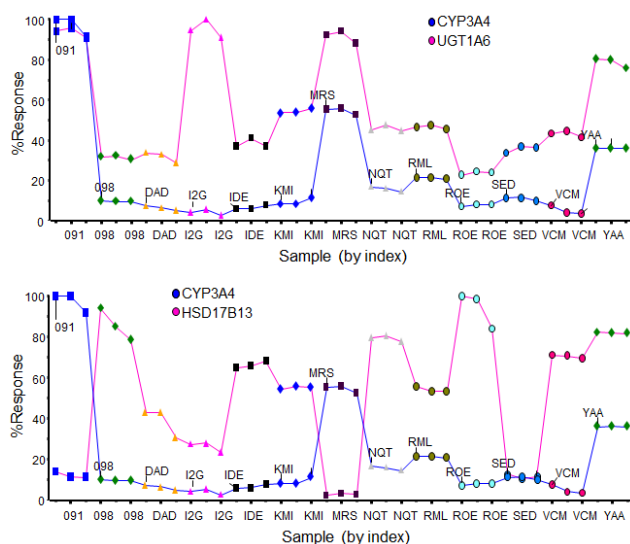 CYP3A4
UGT1A6
100
80
60
40
20
0
%Response
091
098
DAD
I2G
IDE
KMI
MRS
NQT
RML
ROE
SED
VCM
YAA
091 098 098 DAD I2G I2G IDE KMI KMI MRS NQT NQT RML ROE ROE SED VCM VCM YAA
Sample (by index)
CYP3A4
HSD17B13
100
80
60
40
20
0
%Response
091
098
DAD
I2G
IDE
KMI
MRS
NQT
RML
ROE
SED
VCM
YAA
091 098 098 DAD I2G I2G IDE KMI KMI MRS NQT NQT RML ROE ROE SED VCM VCM YAA
Sample (by index)